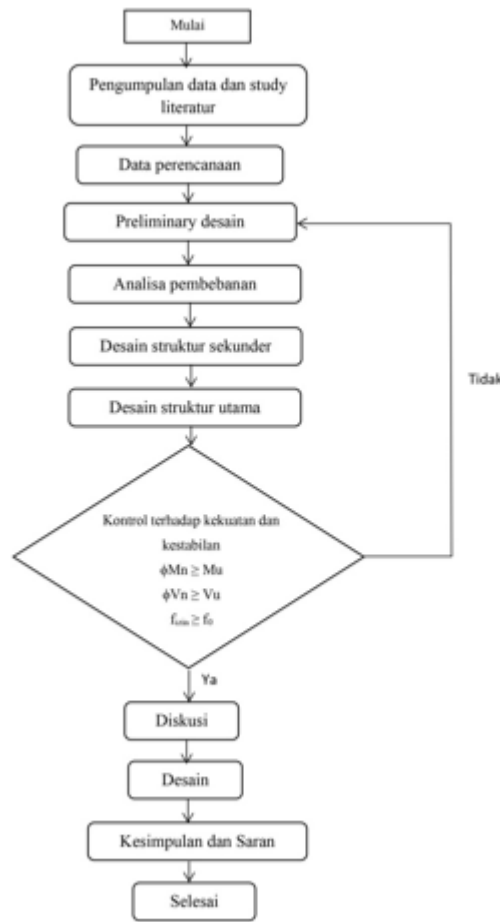 Mulai
Pengumpulan data dan study
literatur
Data perencanaan
Preliminary desain
Analisa pembebanan
Desain struktur sekunder
Desain struktur utama
Tidak
Kontrol terhadap kekuatan dan
kestabilan
ϕMn ≥ Mu
ϕVn ≥ Vu
≥ f₀
Ya
Diskusi
Desain
Kesimpulan dan Saran
Selesai